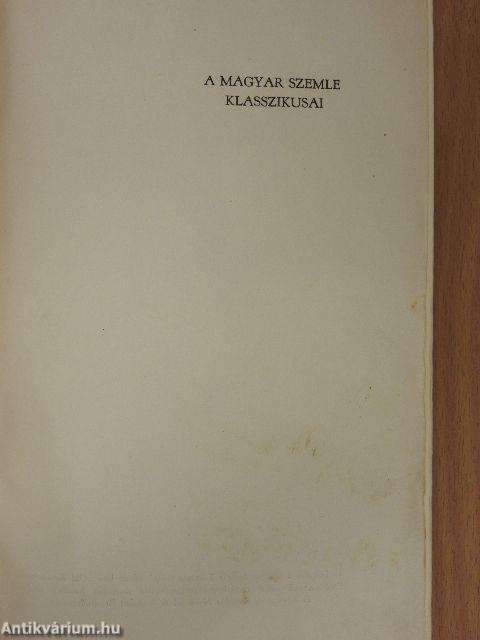 A MAGYAR SZEMLE
KLASSZIKUSAI
Antikvárium.hu